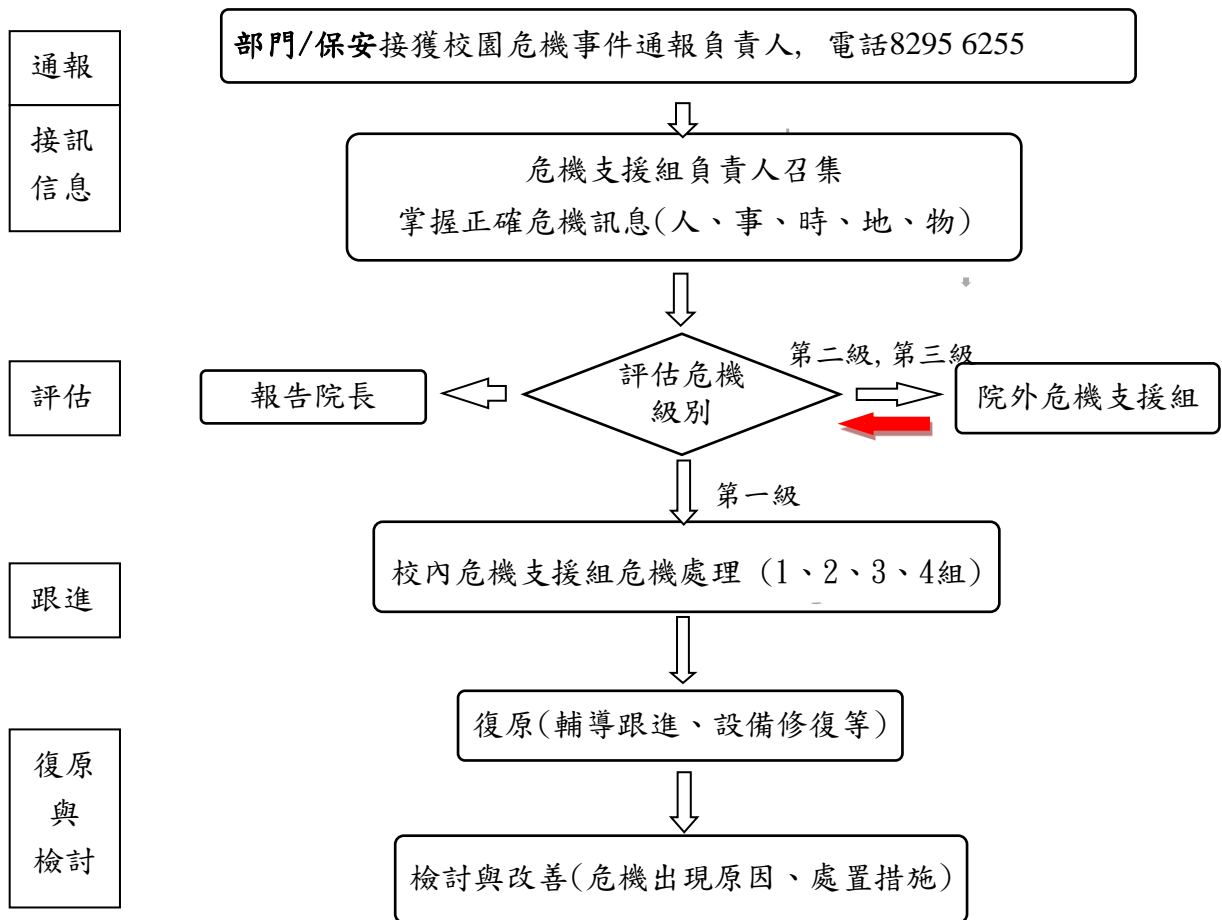 通報
部門/保安接獲校園危機事件通報負責人, 電話8295 6255
接訊
信息
危機支援組負責人召集
掌握正確危機訊息(人、事、時、地、物)
評估
報告院長
評估危機
級別
第二級, 第三級
院外危機支援組
第一級
跟進
校內危機支援組危機處理 (1、2、3、4組)
復原
與
檢討
復原(輔導跟進、設備修復等)
檢討與改善(危機出現原因、處置措施)